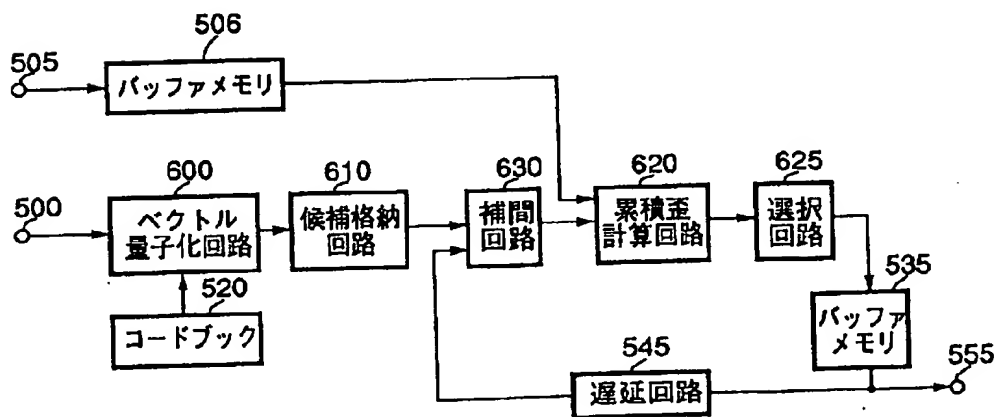 506
505
バッファメモリ
600
610
630
620
625
500
ベクトル
量子化回路
候補格納
回路
補間
回路
累積歪
計算回路
選択
回路
520
コードブック
535
バッファ
メモリ
545
遅延回路
555